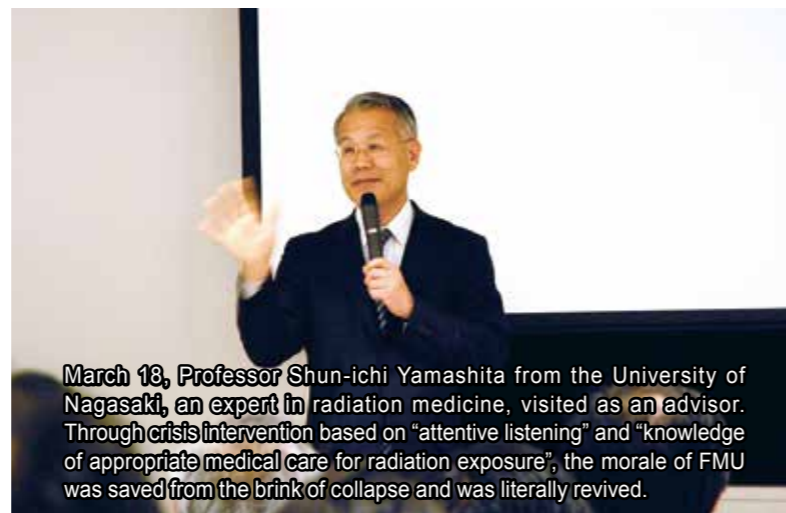 March 18, Professor Shun-ichi Yamashita from the University of
Nagasaki, an expert in radiation medicine, visited as an advisor.
Through crisis intervention based on “attentive listening” and “knowledge
of appropriate medical care for radiation exposure”, the morale of FMU
was saved from the brink of collapse and was literally revived.